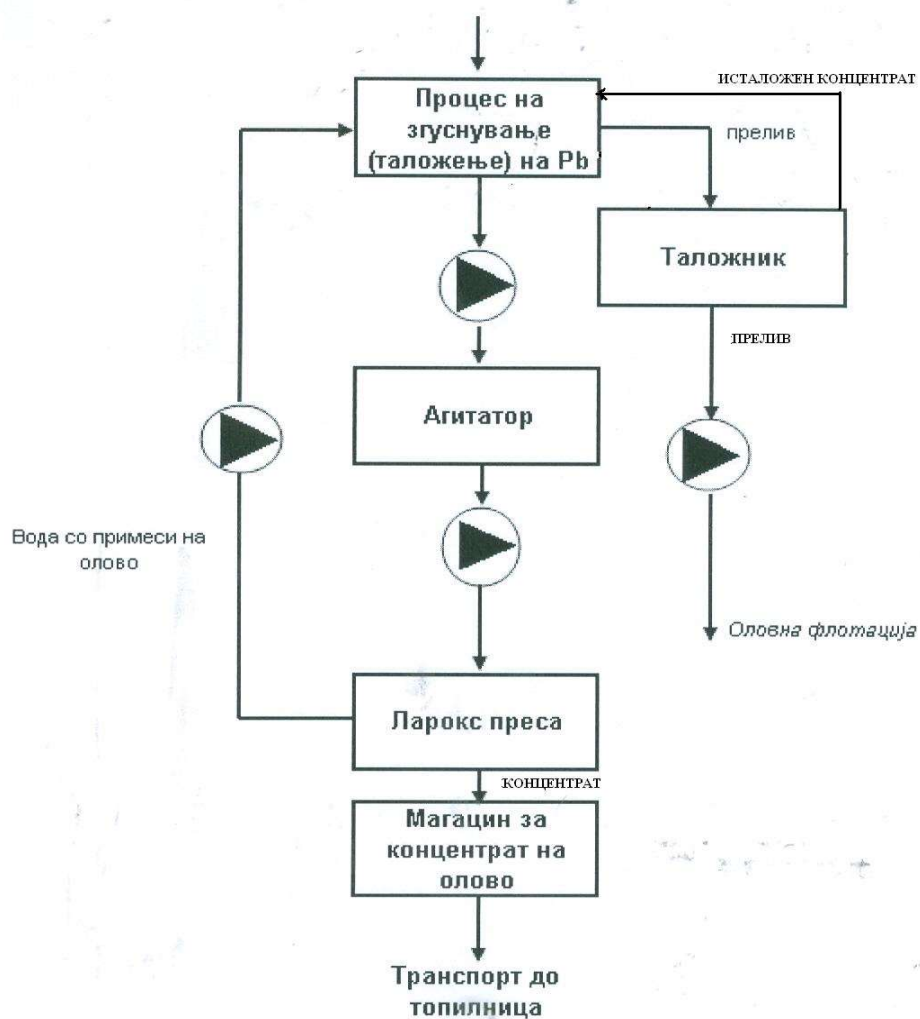 ИСТАЛОЖЕН КОНЦЕНТРАТ
Процес на
згуснување
(таложење) на Pb
прелив
Таложник
ПРЕЛИВ
Агитатор
Вода со примеси на
олово
Оловна флотација
Ларокс преса
КОНЦЕНТРАТ
Магацин за
концентрат на
олово
Транспорт до
топилница